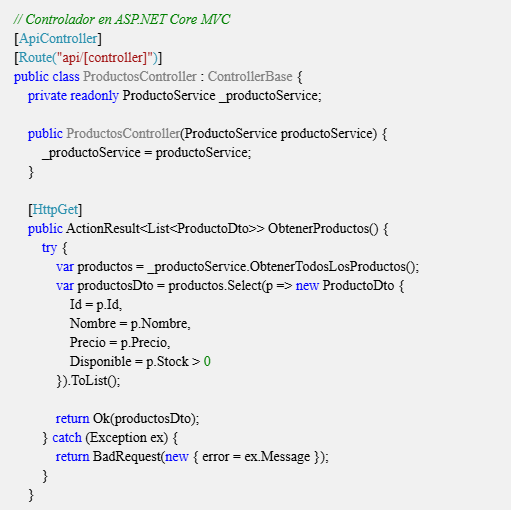 // Controlador en ASP.NET Core MVC
[ApiController]
[Route("api/[controller]")]
public class ProductosController : ControllerBase {
    private readonly ProductoService _productoService;

    public ProductosController(ProductoService productoService) {
        _productoService = productoService;
    }

    [HttpGet]
    public ActionResult<List<ProductoDto>> ObtenerProductos() {
        try {
            var productos = _productoService.ObtenerTodosLosProductos();
            var productosDto = productos.Select(p => new ProductoDto {
                Id = p.Id,
                Nombre = p.Nombre,
                Precio = p.Precio,
                Disponible = p.Stock > 0
            }).ToList();

            return Ok(productosDto);
        } catch (Exception ex) {
            return BadRequest(new { error = ex.Message });
        }
    }